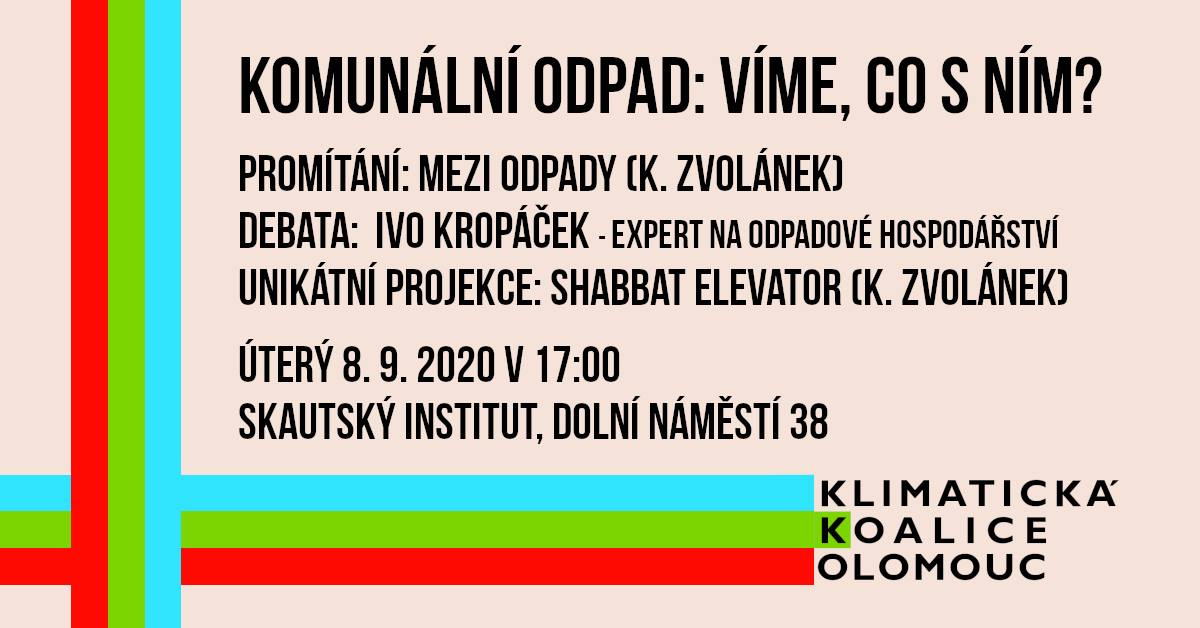 KOMUNÁLNÍ ODPAD: VÍME, CO S NÍM?
PROMÍTÁNÍ: MEZI ODPADY (K. ZVOLÁNEK)
DEBATA: IVO KROPÁČEK - EXPERT NA ODPADOVÉ HOSPODÁŘSTVÍ
UNIKÁTNÍ PROJEKCE: SHABBAT ELEVATOR (K. ZVOLÁNEK)
ÚTERÝ 8. 9. 2020 V 17:00
SKAUTSKÝ INSTITUT, DOLNÍ NÁMĚSTÍ 38
KLIMATICKÁ
KOALICE
OLOMOUC